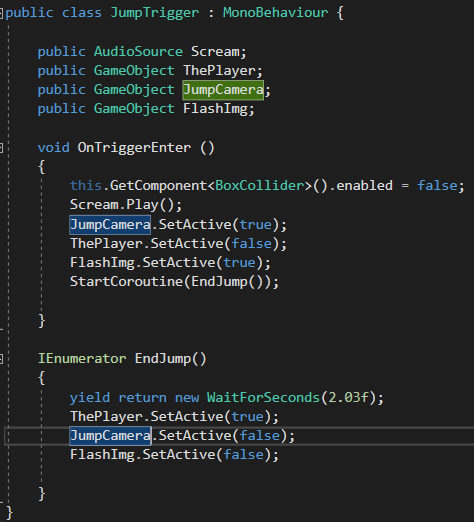 public class JumpTrigger : MonoBehaviour {
public AudioSource Scream;
public GameObject ThePlayer;
public GameObject JumpCamera;
public GameObject FlashImg;
void OnTriggerEnter ()
{
this.GetComponent<BoxCollider>().enabled = false;
Scream.Play();
JumpCamera.SetActive(true);
ThePlayer.SetActive(false);
FlashImg.SetActive(true);
StartCoroutine(EndJump());
}
IEnumerator EndJump()
{
yield return new WaitForSeconds(2.03f);
ThePlayer.SetActive(true);
JumpCamera.SetActive(false);
FlashImg.SetActive(false);
}
}